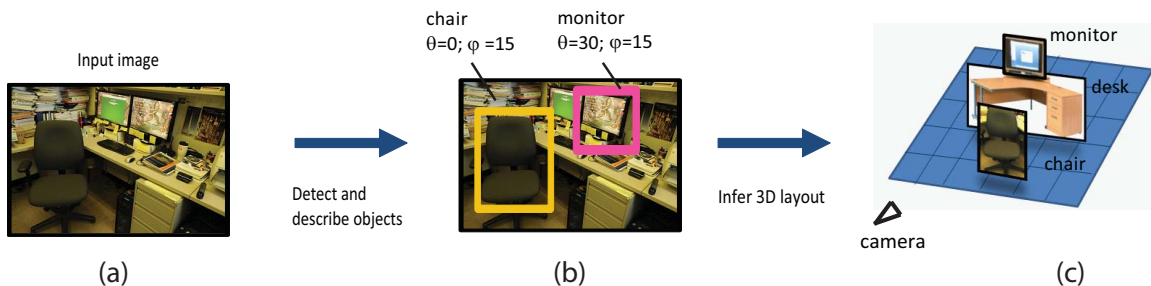 Input image
(a)
Detect and
describe objects
chair
θ=0; φ =15
monitor
θ=30; φ=15
(b)
Infer 3D layout
monitor
desk
chair
camera
(c)